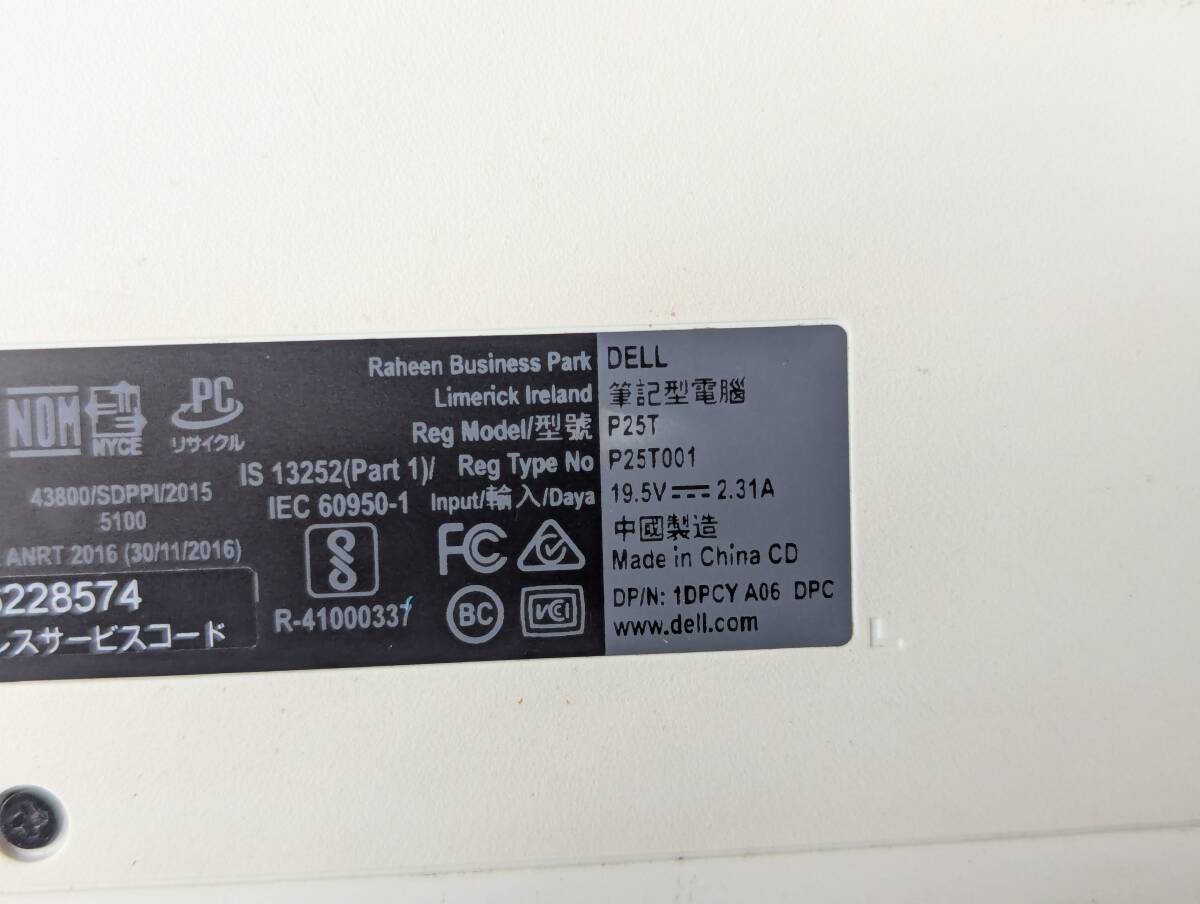 Raheen Business Park
Limerick Ireland
Reg Model/型號
IS 13252(Part 1)/ Reg Type No
IEC 60950-1 Input/輸入/Daya
NOM
NYCE
PC
リサイクル
43800/SDPPI/2015
5100
ANRT 2016 (30/11/2016)
228574
スサービスコード
R-41000337
FC
BC
VCI
DELL
筆記型電腦
P25T
P25T001
19.5V⎓2.31A
中國製造
Made in China CD
DP/N: 1DPCY A06 DPC
www.dell.com